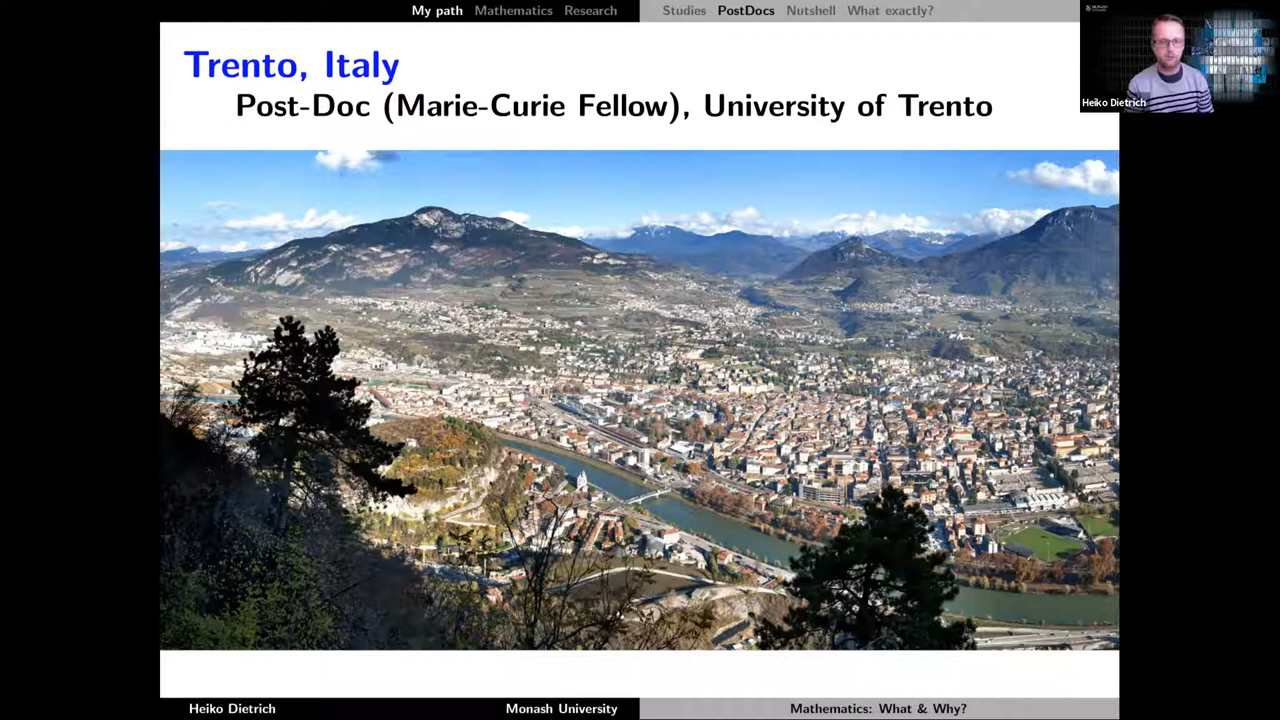 My path Mathematics Research Studies PostDocs Nutshell What exactly?
Trento, Italy
Post-Doc (Marie-Curie Fellow), University of Trento
Heiko Dietrich
Heiko Dietrich Monash University Mathematics: What & Why?